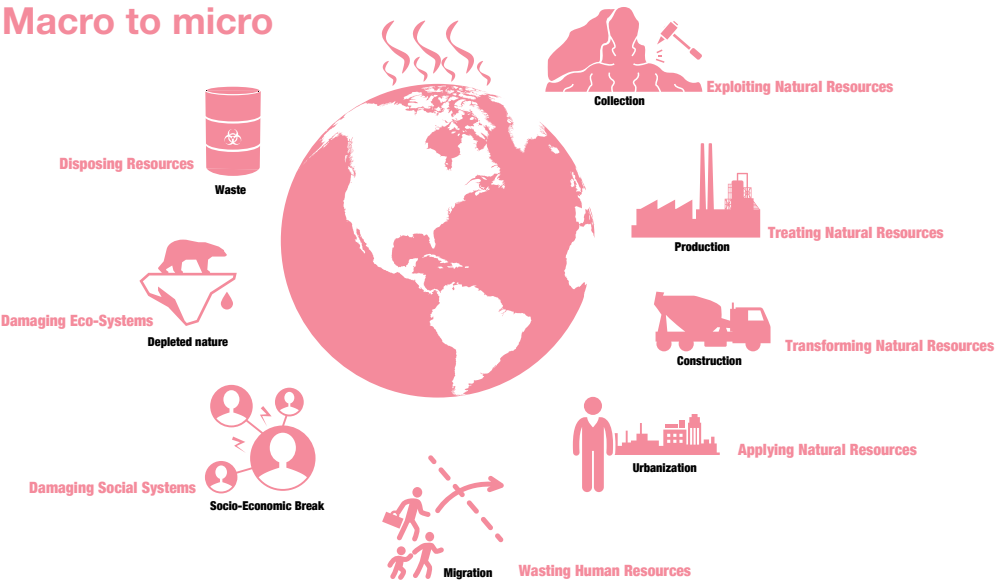 Macro to micro
Exploiting Natural Resources
Collection
Disposing Resources
Waste
Treating Natural Resources
Production
Damaging Eco-Systems
Depleted nature
Transforming Natural Resources
Construction
Applying Natural Resources
Urbanization
Damaging Social Systems
Socio-Economic Break
Migration
Wasting Human Resources